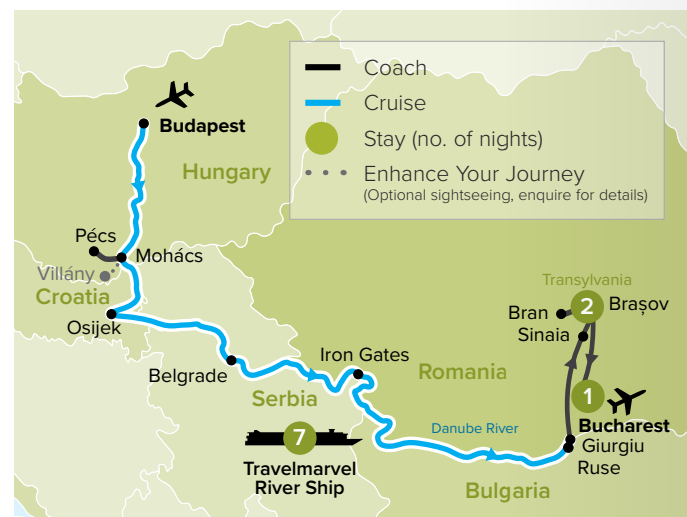 Coach
Cruise
Stay (no. of nights)
Enhance Your Journey
(Optional sightseeing, enquire for details)
Budapest
Hungary
Pécs
Mohács
Villány
Croatia
Osijek
Belgrade
Serbia
Iron Gates
Romania
Transylvania
Bran
2
Brașov
Sinaia
1
Bucharest
Giurgiu
Ruse
Danube River
Bulgaria
7
Travelmarvel
River Ship